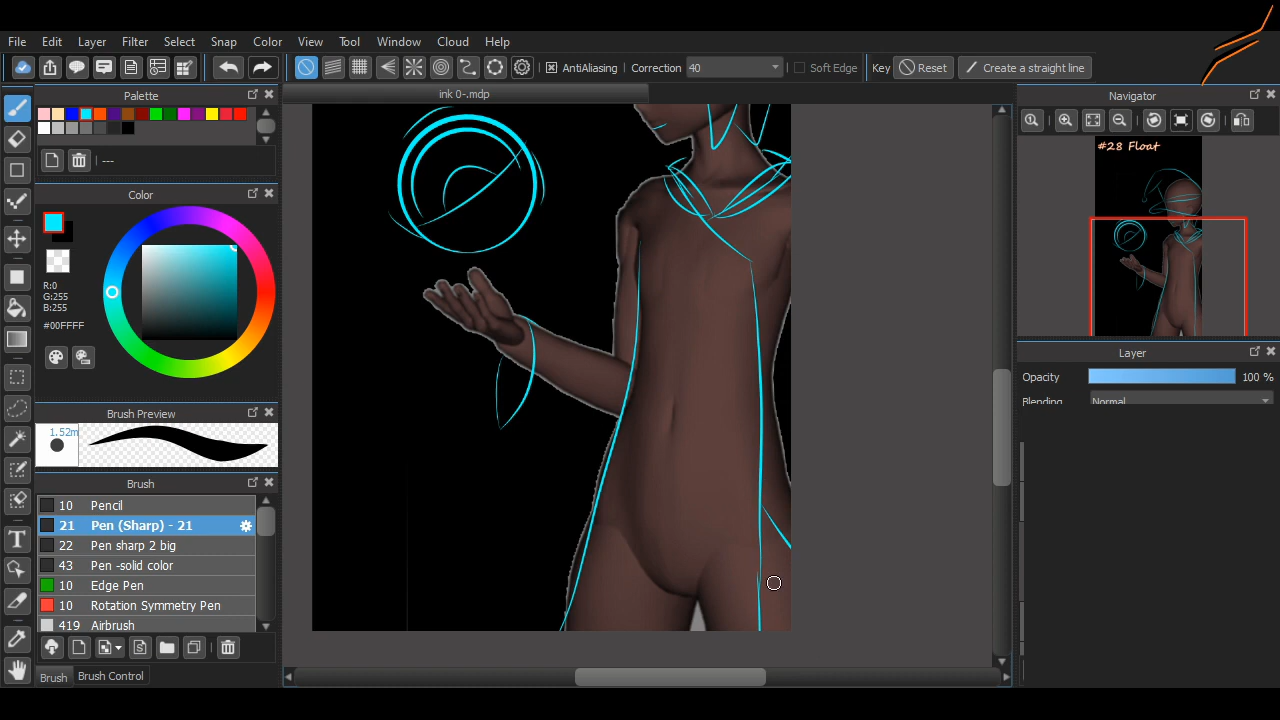 File Edit Layer Filter Select Snap Color View Tool Window Cloud Help
AntiAliasing Correction 40 Soft Edge Key Reset Create a straight line
Palette
ink 0-.mdp
Navigator
---
#28 Float
Color
R:0
G:255
B:255
#00FFFF
Layer
Opacity 100 %
Blending Normal
Brush Preview
1.52m
Brush
10 Pencil
21 Pen (Sharp) - 21
22 Pen sharp 2 big
43 Pen -solid color
10 Edge Pen
10 Rotation Symmetry Pen
419 Airbrush
Brush Brush Control